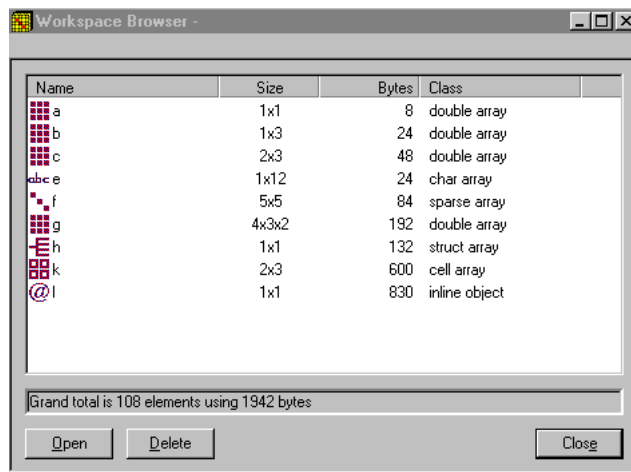 Workspace Browser -
Name Size Bytes Class
a 1x1 8 double array
b 1x3 24 double array
c 2x3 48 double array
abc e 1x12 24 char array
f 5x5 84 sparse array
g 4x3x2 192 double array
h 1x1 132 struct array
k 2x3 600 cell array
@ l 1x1 830 inline object
Grand total is 108 elements using 1942 bytes
Open Delete Close